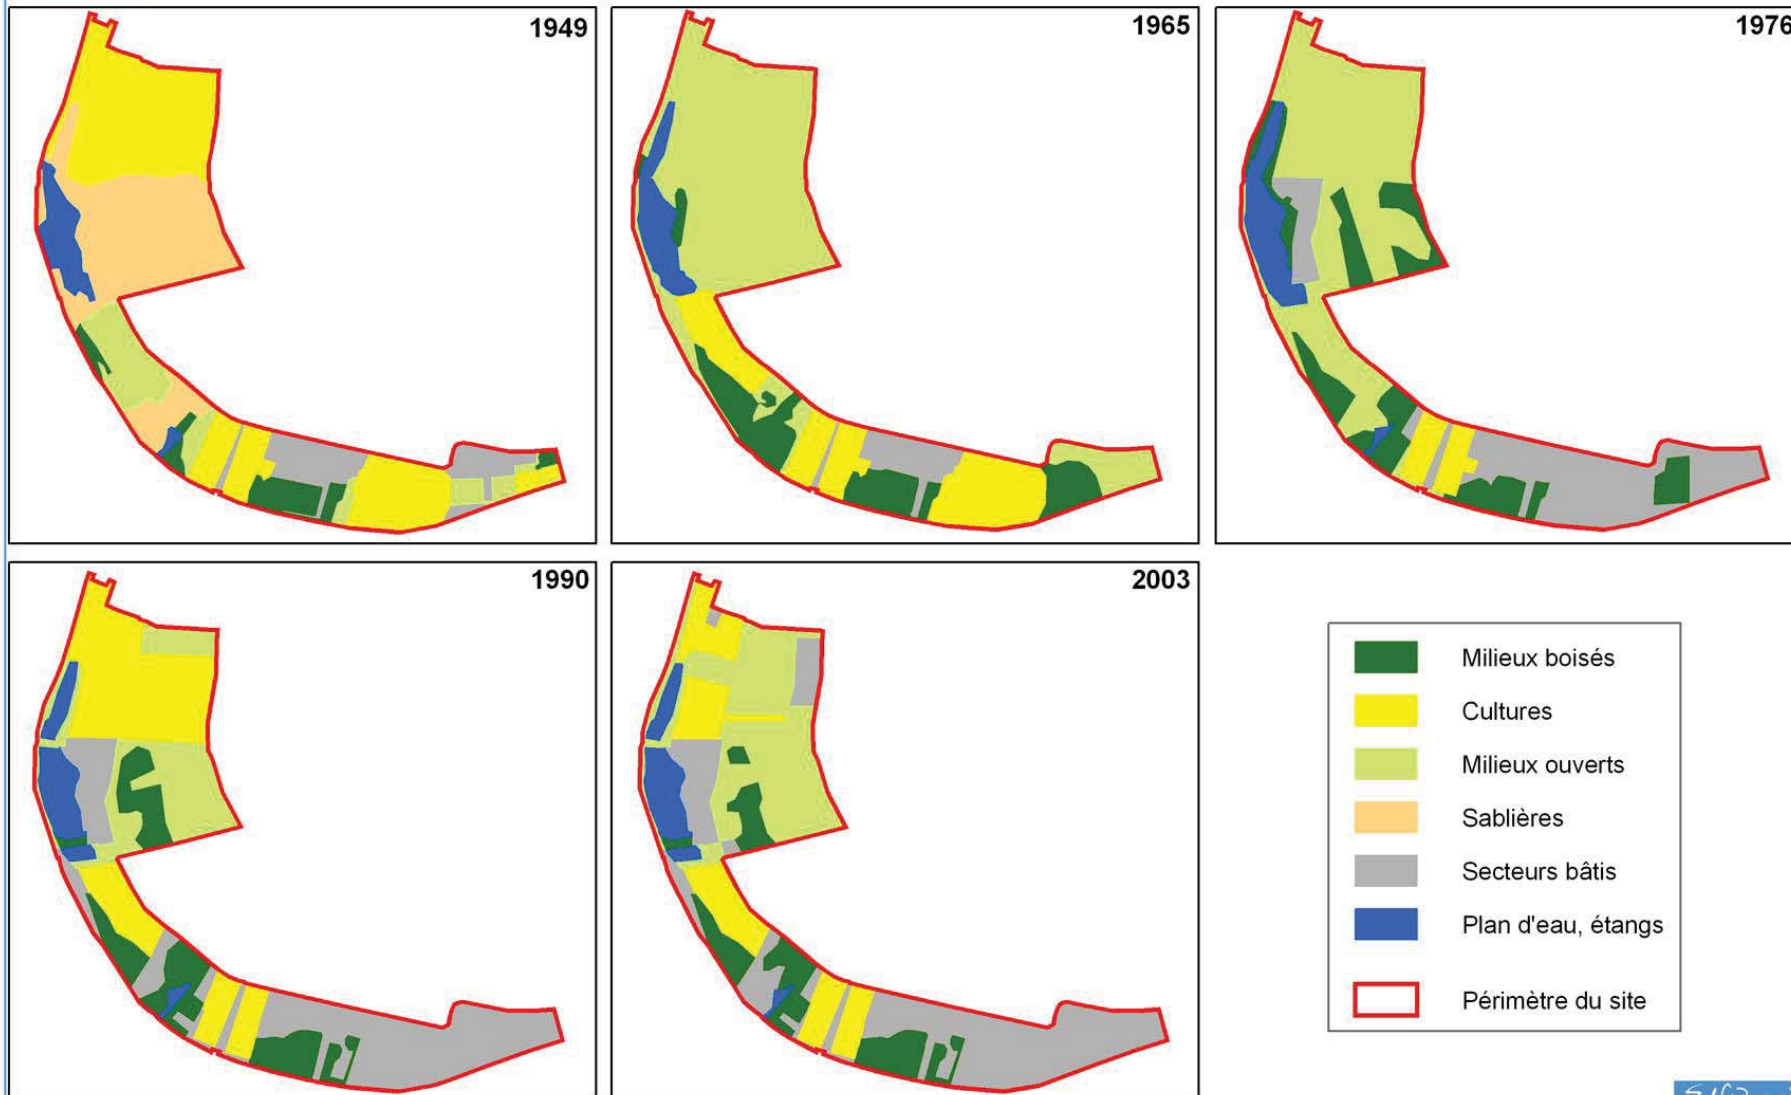 1949
1965
1976
1990
2003
Milieux boisés
Cultures
Milieux ouverts
Sablières
Secteurs bâtis
Plan d'eau, étangs
Périmètre du site